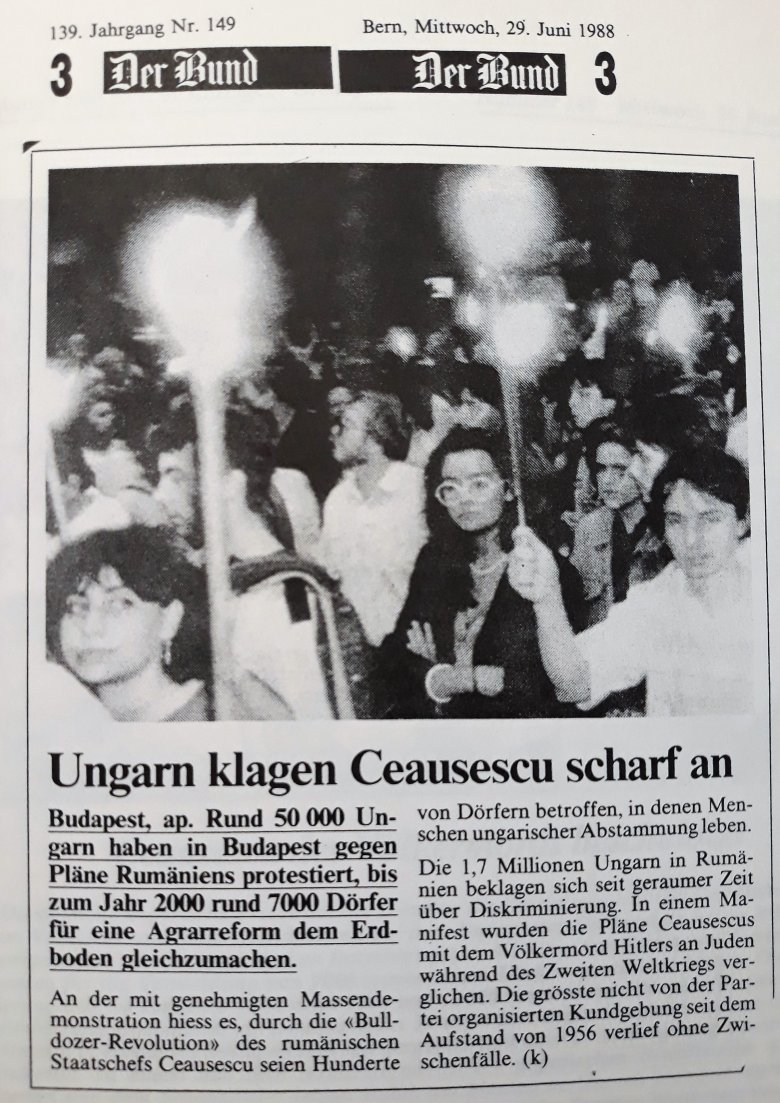 139. Jahrgang Nr. 149
Bern, Mittwoch, 29. Juni 1988
3 Der Bund Der Bund 3
Ungarn klagen Ceausescu scharf an
Budapest, ap. Rund 50 000 Un-
garn haben in Budapest gegen
Pläne Rumäniens protestiert, bis
zum Jahr 2000 rund 7000 Dörfer
für eine Agrarreform dem Erd-
boden gleichzumachen.
An der mit genehmigten Massende-
monstration hiess es, durch die «Bull-
dozer-Revolution» des rumänischen
Staatschefs Ceausescu seien Hunderte
von Dörfern betroffen, in denen Men-
schen ungarischer Abstammung leben.
Die 1,7 Millionen Ungarn in Rumä-
nien beklagen sich seit geraumer Zeit
über Diskriminierung. In einem Ma-
nifest wurden die Pläne Ceausescus
mit dem Völkermord Hitlers an Juden
während des Zweiten Weltkriegs ver-
glichen. Die grösste nicht von der Par-
tei organisierten Kundgebung seit dem
Aufstand von 1956 verlief ohne Zwi-
schenfälle. (k)